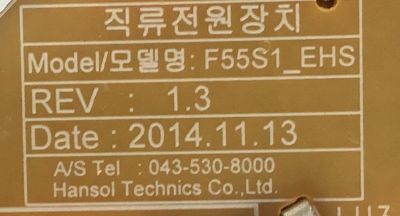 직류전원장치
Model/모델명: F55S1_EHS
REV : 1.3
Date : 2014.11.13
A/S Tel : 043-530-8000
Hansol Technics Co.,Ltd.